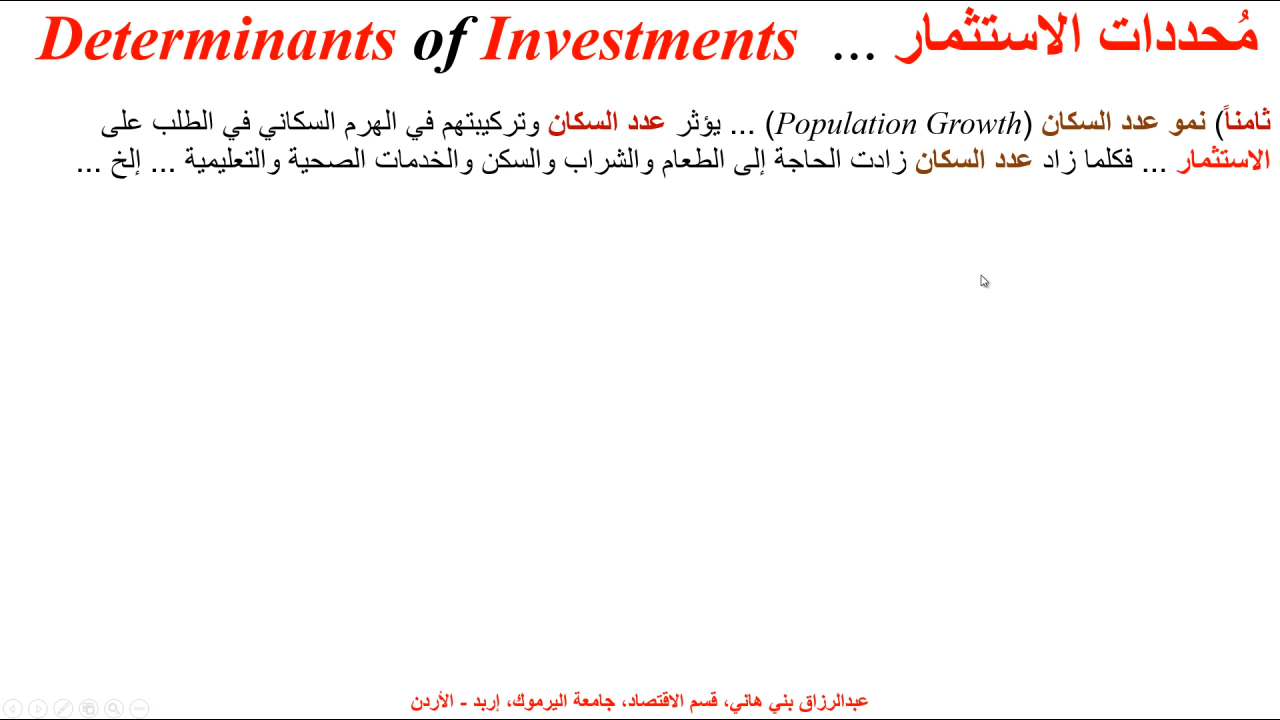 مُحددات الاستثمار ... Determinants of Investments
ثامناً) نمو عدد السكان (Population Growth) ... يؤثر عدد السكان وتركيبتهم في الهرم السكاني في الطلب على
الاستثمار ... فكلما زاد عدد السكان زادت الحاجة إلى الطعام والشراب والسكن والخدمات الصحية والتعليمية ... إلخ ...
عبدالرزاق بني هاني، قسم الاقتصاد، جامعة اليرموك، إربد - الأردن